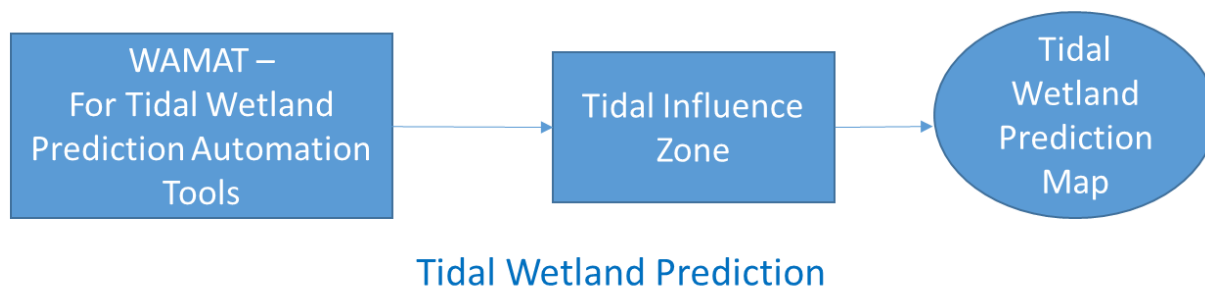 WAMAT –
For Tidal Wetland
Prediction Automation
Tools
Tidal Influence
Zone
Tidal
Wetland
Prediction
Map
Tidal Wetland Prediction